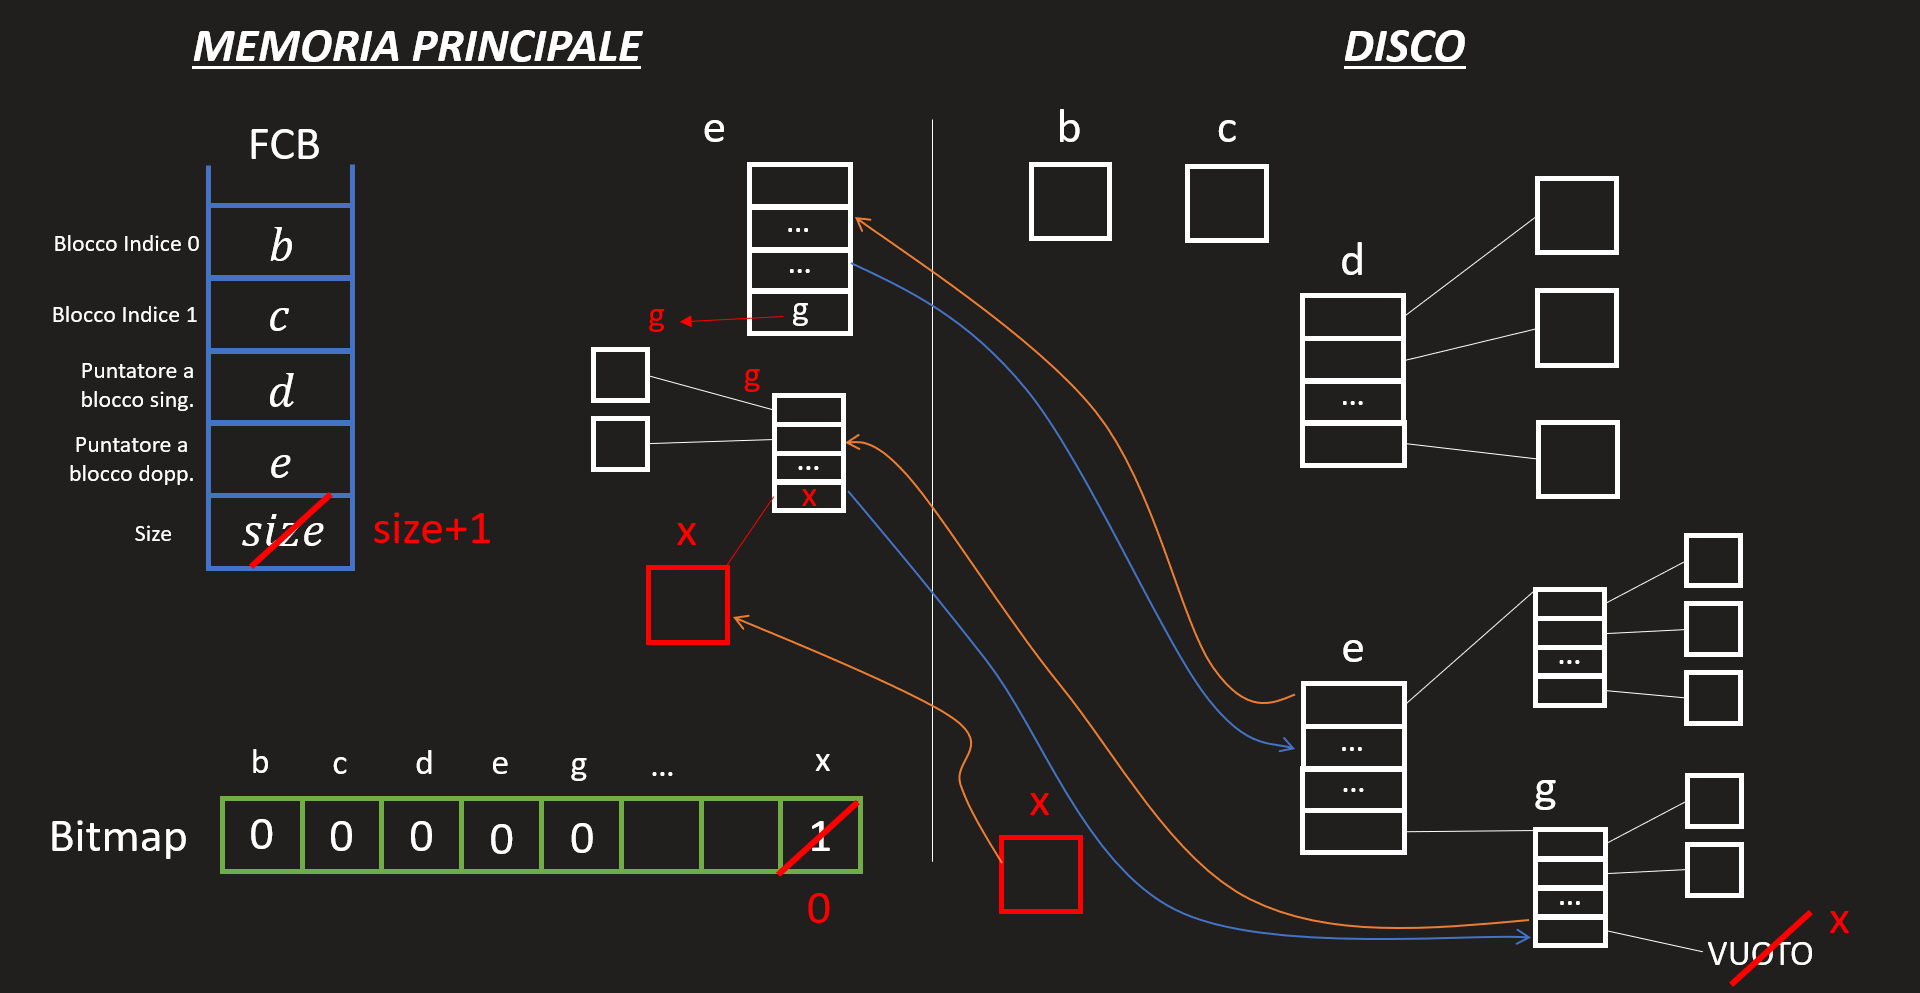 MEMORIA PRINCIPALE
DISCO
FCB
Blocco Indice 0
b
Blocco Indice 1
c
Puntatore a
blocco sing.
d
Puntatore a
blocco dopp.
e
Size
size
size+1
e
...
...
g
g
g
...
x
x
b
c
d
...
e
...
...
...
g
...
VUOTO
x
x
b c d e g ... x
Bitmap
0 0 0 0 0 1
0